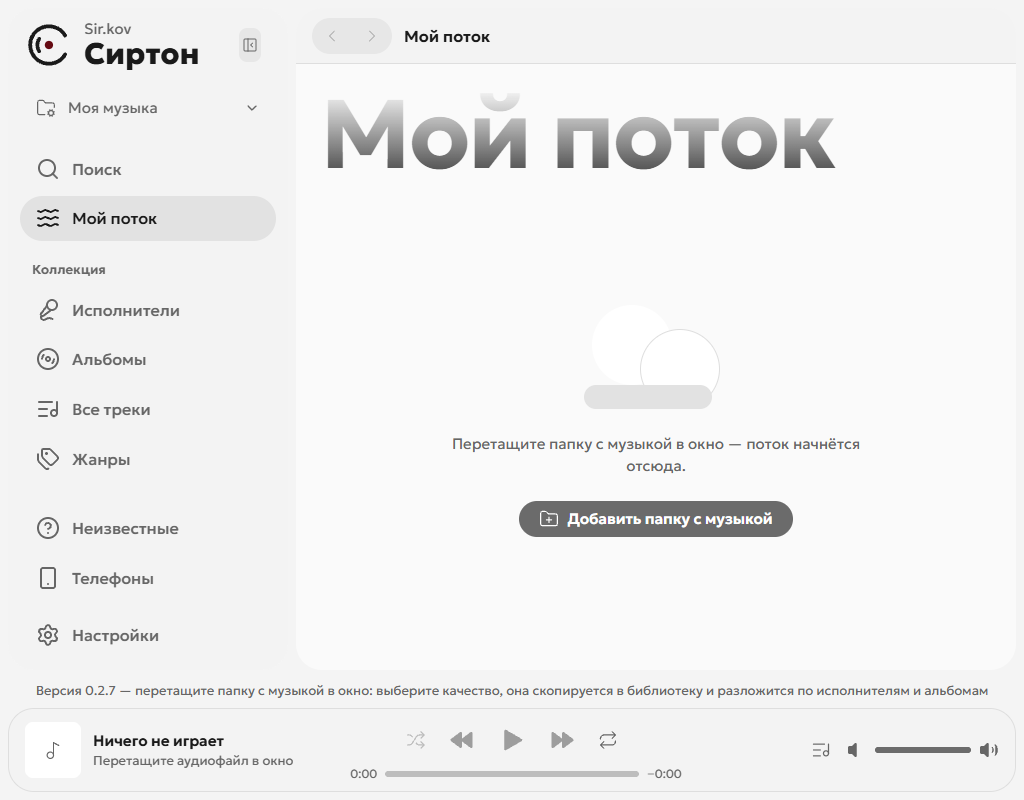 Sir.kov
Сиртон
Моя музыка
Поиск
Мой поток
Коллекция
Исполнители
Альбомы
Все треки
Жанры
Неизвестные
Телефоны
Настройки
Мой поток
Мой поток
Перетащите папку с музыкой в окно — поток начнётся
отсюда.
Добавить папку с музыкой
Версия 0.2.7 — перетащите папку с музыкой в окно: выберите качество, она скопируется в библиотеку и разложится по исполнителям и альбомам
Ничего не играет
Перетащите аудиофайл в окно
0:00
−0:00